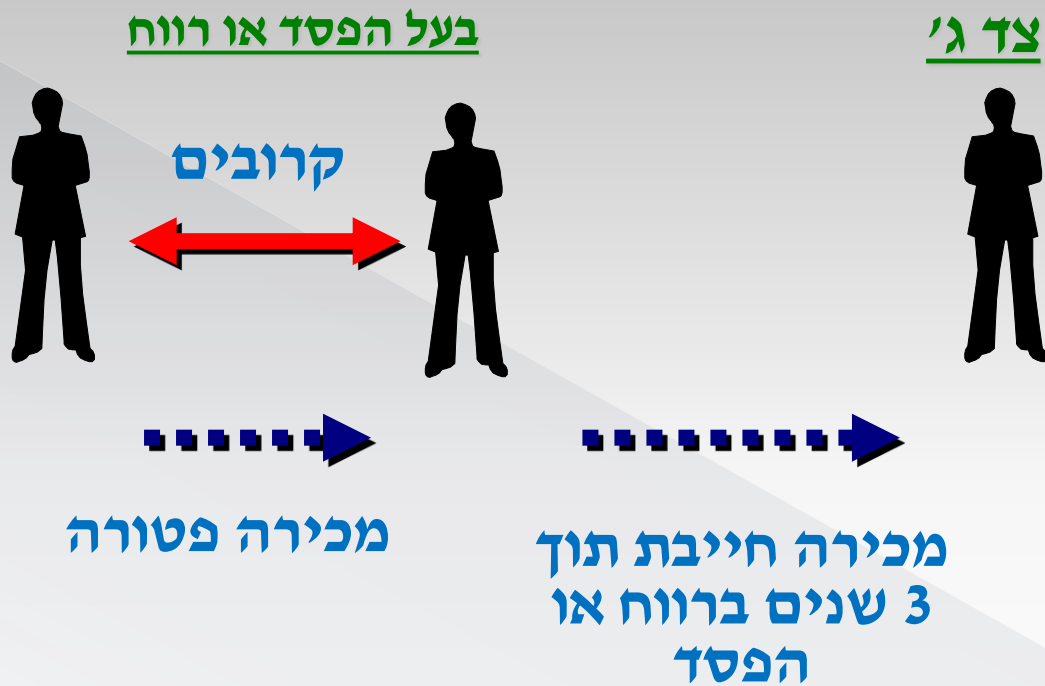 צד ג'
בעל הפסד או רווח
קרובים
מכירה פטורה
מכירה חייבת תוך
3 שנים ברווח או
הפסד